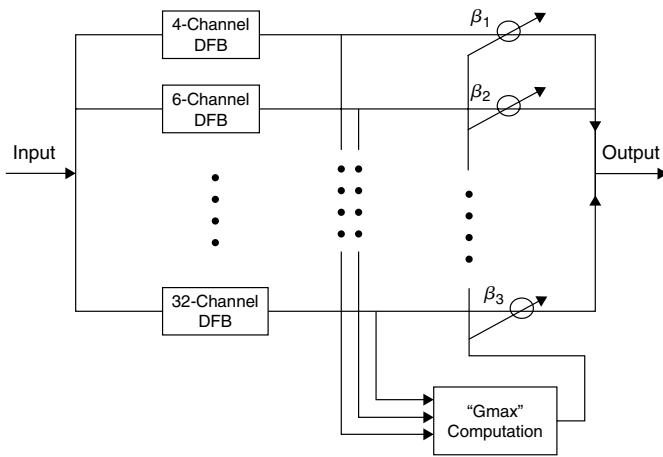 4-Channel
DFB
β1
6-Channel
DFB
β2
Input
Output
32-Channel
DFB
β3
“Gmax”
Computation